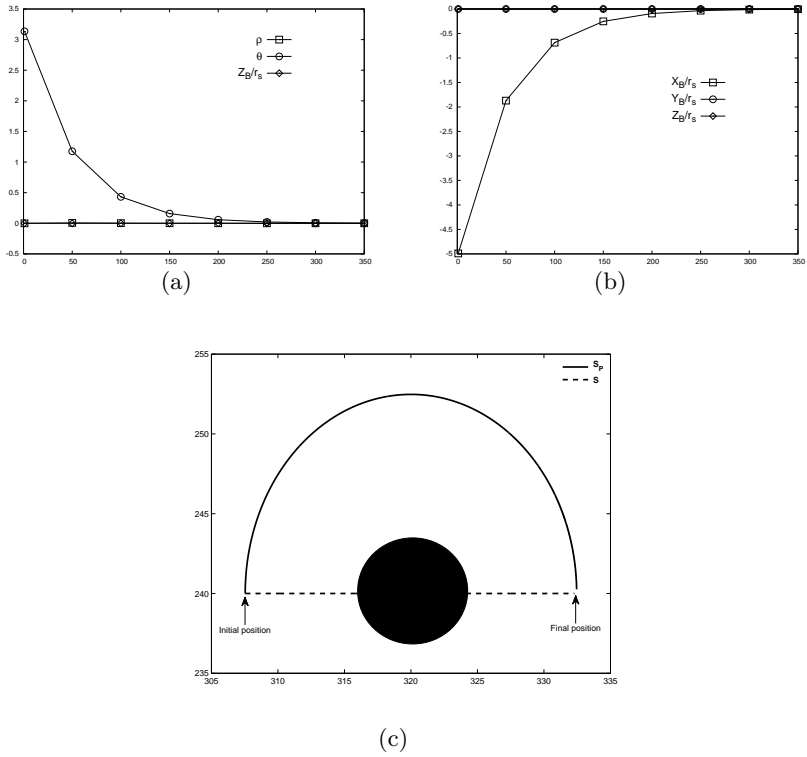 3.5
3
2.5
2
1.5
1
0.5
0
-0.5
0 50 100 150 200 250 300 350
ρ
θ
Z_B/r_s
(a)
0
-0.5
-1
-1.5
-2
-2.5
-3
-3.5
-4
-4.5
-5
0 50 100 150 200 250 300 350
X_B/r_s
Y_B/r_s
Z_B/r_s
(b)
255
250
245
240
235
305 310 315 320 325 330 335
S_P
S
Initial position
Final position
(c)